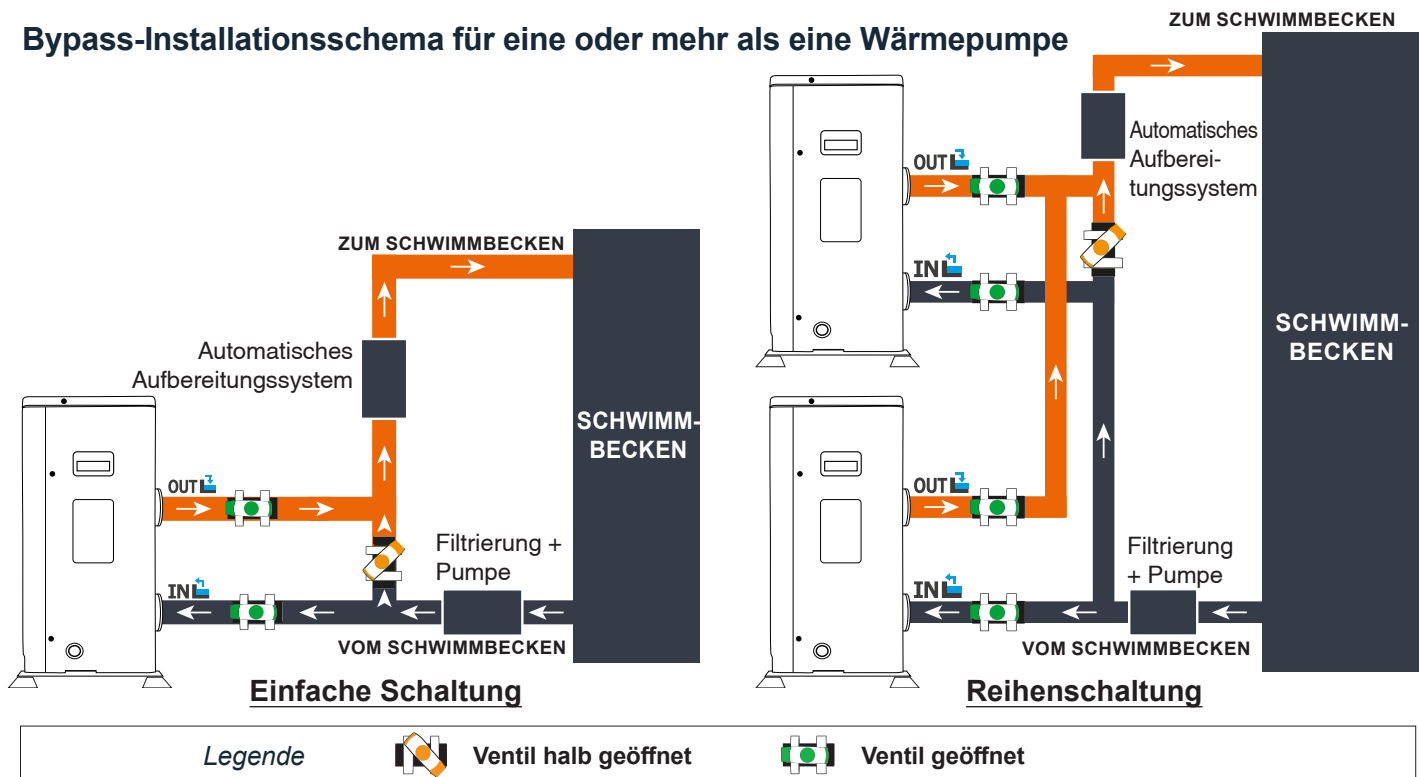 Bypass-Installationsschema für eine oder mehr als eine Wärmepumpe
ZUM SCHWIMMBECKEN
Automatisches
Aufbereitungssystem
SCHWIMM-
BECKEN
OUT
IN
Filtrierung +
Pumpe
VOM SCHWIMMBECKEN
Einfache Schaltung
ZUM SCHWIMMBECKEN
Automatisches
Aufberei-
tungssystem
OUT
IN
SCHWIMM-
BECKEN
OUT
IN
Filtrierung
+ Pumpe
VOM SCHWIMMBECKEN
Reihenschaltung
Legende
Ventil halb geöffnet
Ventil geöffnet